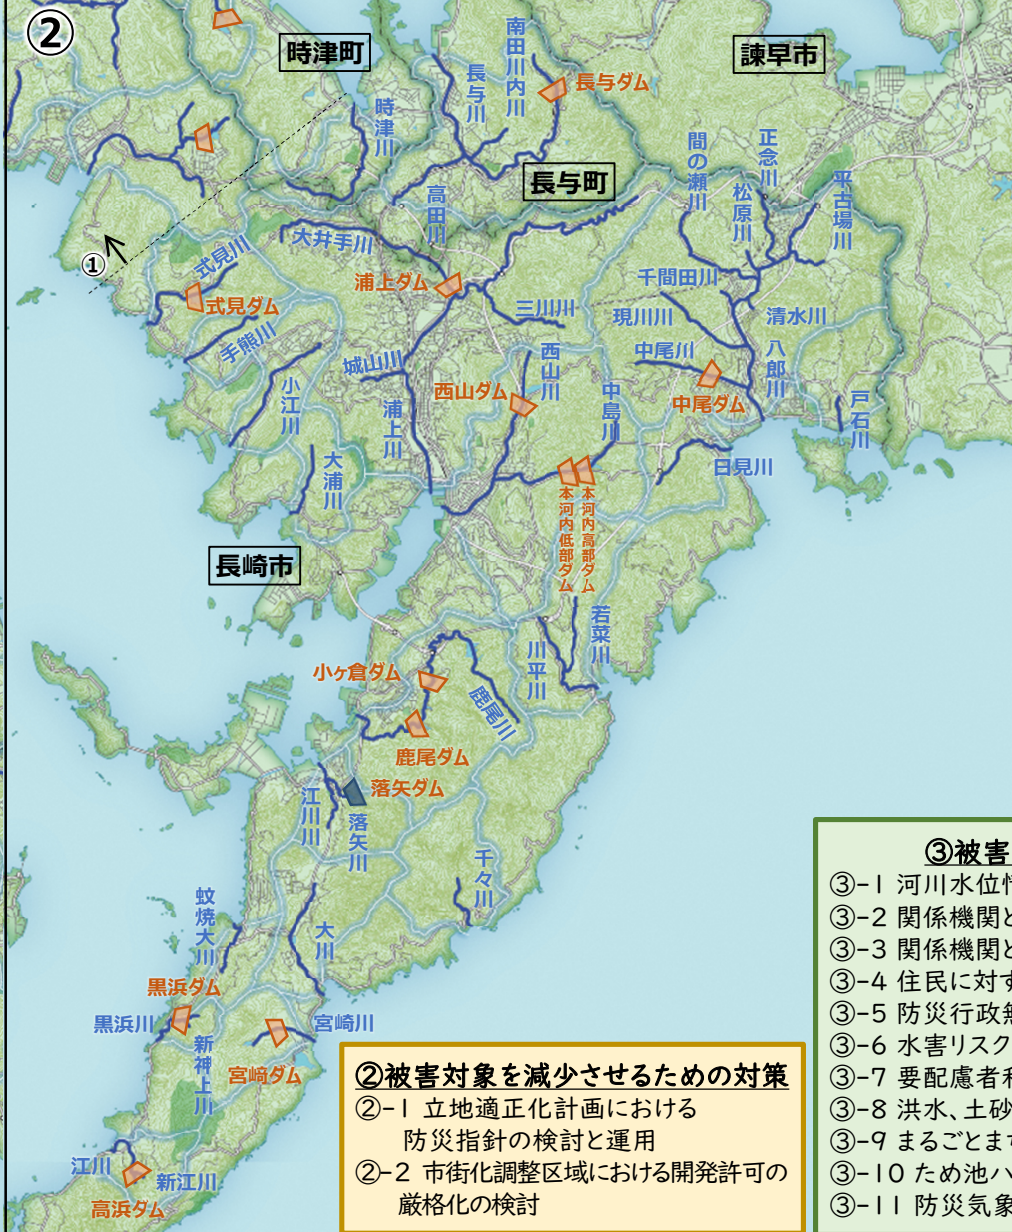 ②
時津町
諫早市
南田川内川
長与川
長与ダム
時津川
長与町
間の瀬川
正念川
松原川
平古場川
高田川
大井手川
式見川
①
浦上ダム
式見ダム
千間田川
三川川
現川川
清水川
手熊川
城山川
西山川
中尾川
八郎川
小江川
浦上川
西山ダム
中島川
中尾ダム
戸石川
大浦川
日見川
本河内低部ダム
本河内高部ダム
長崎市
若菜川
川平川
小ヶ倉ダム
鹿尾川
鹿尾ダム
落矢ダム
江川川
落矢川
千々川
蚊焼大川
大川
黒浜ダム
黒浜川
宮崎川
新神上川
宮﨑ダム
江川
新江川
高浜ダム
②被害対象を減少させるための対策
②-1 立地適正化計画における
防災指針の検討と運用
②-2 市街化調整区域における開発許可の
厳格化の検討
③被害
③-1 河川水位情
③-2 関係機関と
③-3 関係機関と
③-4 住民に対す
③-5 防災行政無
③-6 水害リスク
③-7 要配慮者利
③-8 洪水、土砂
③-9 まるごとまち
③-10 ため池ハ
③-11 防災気象